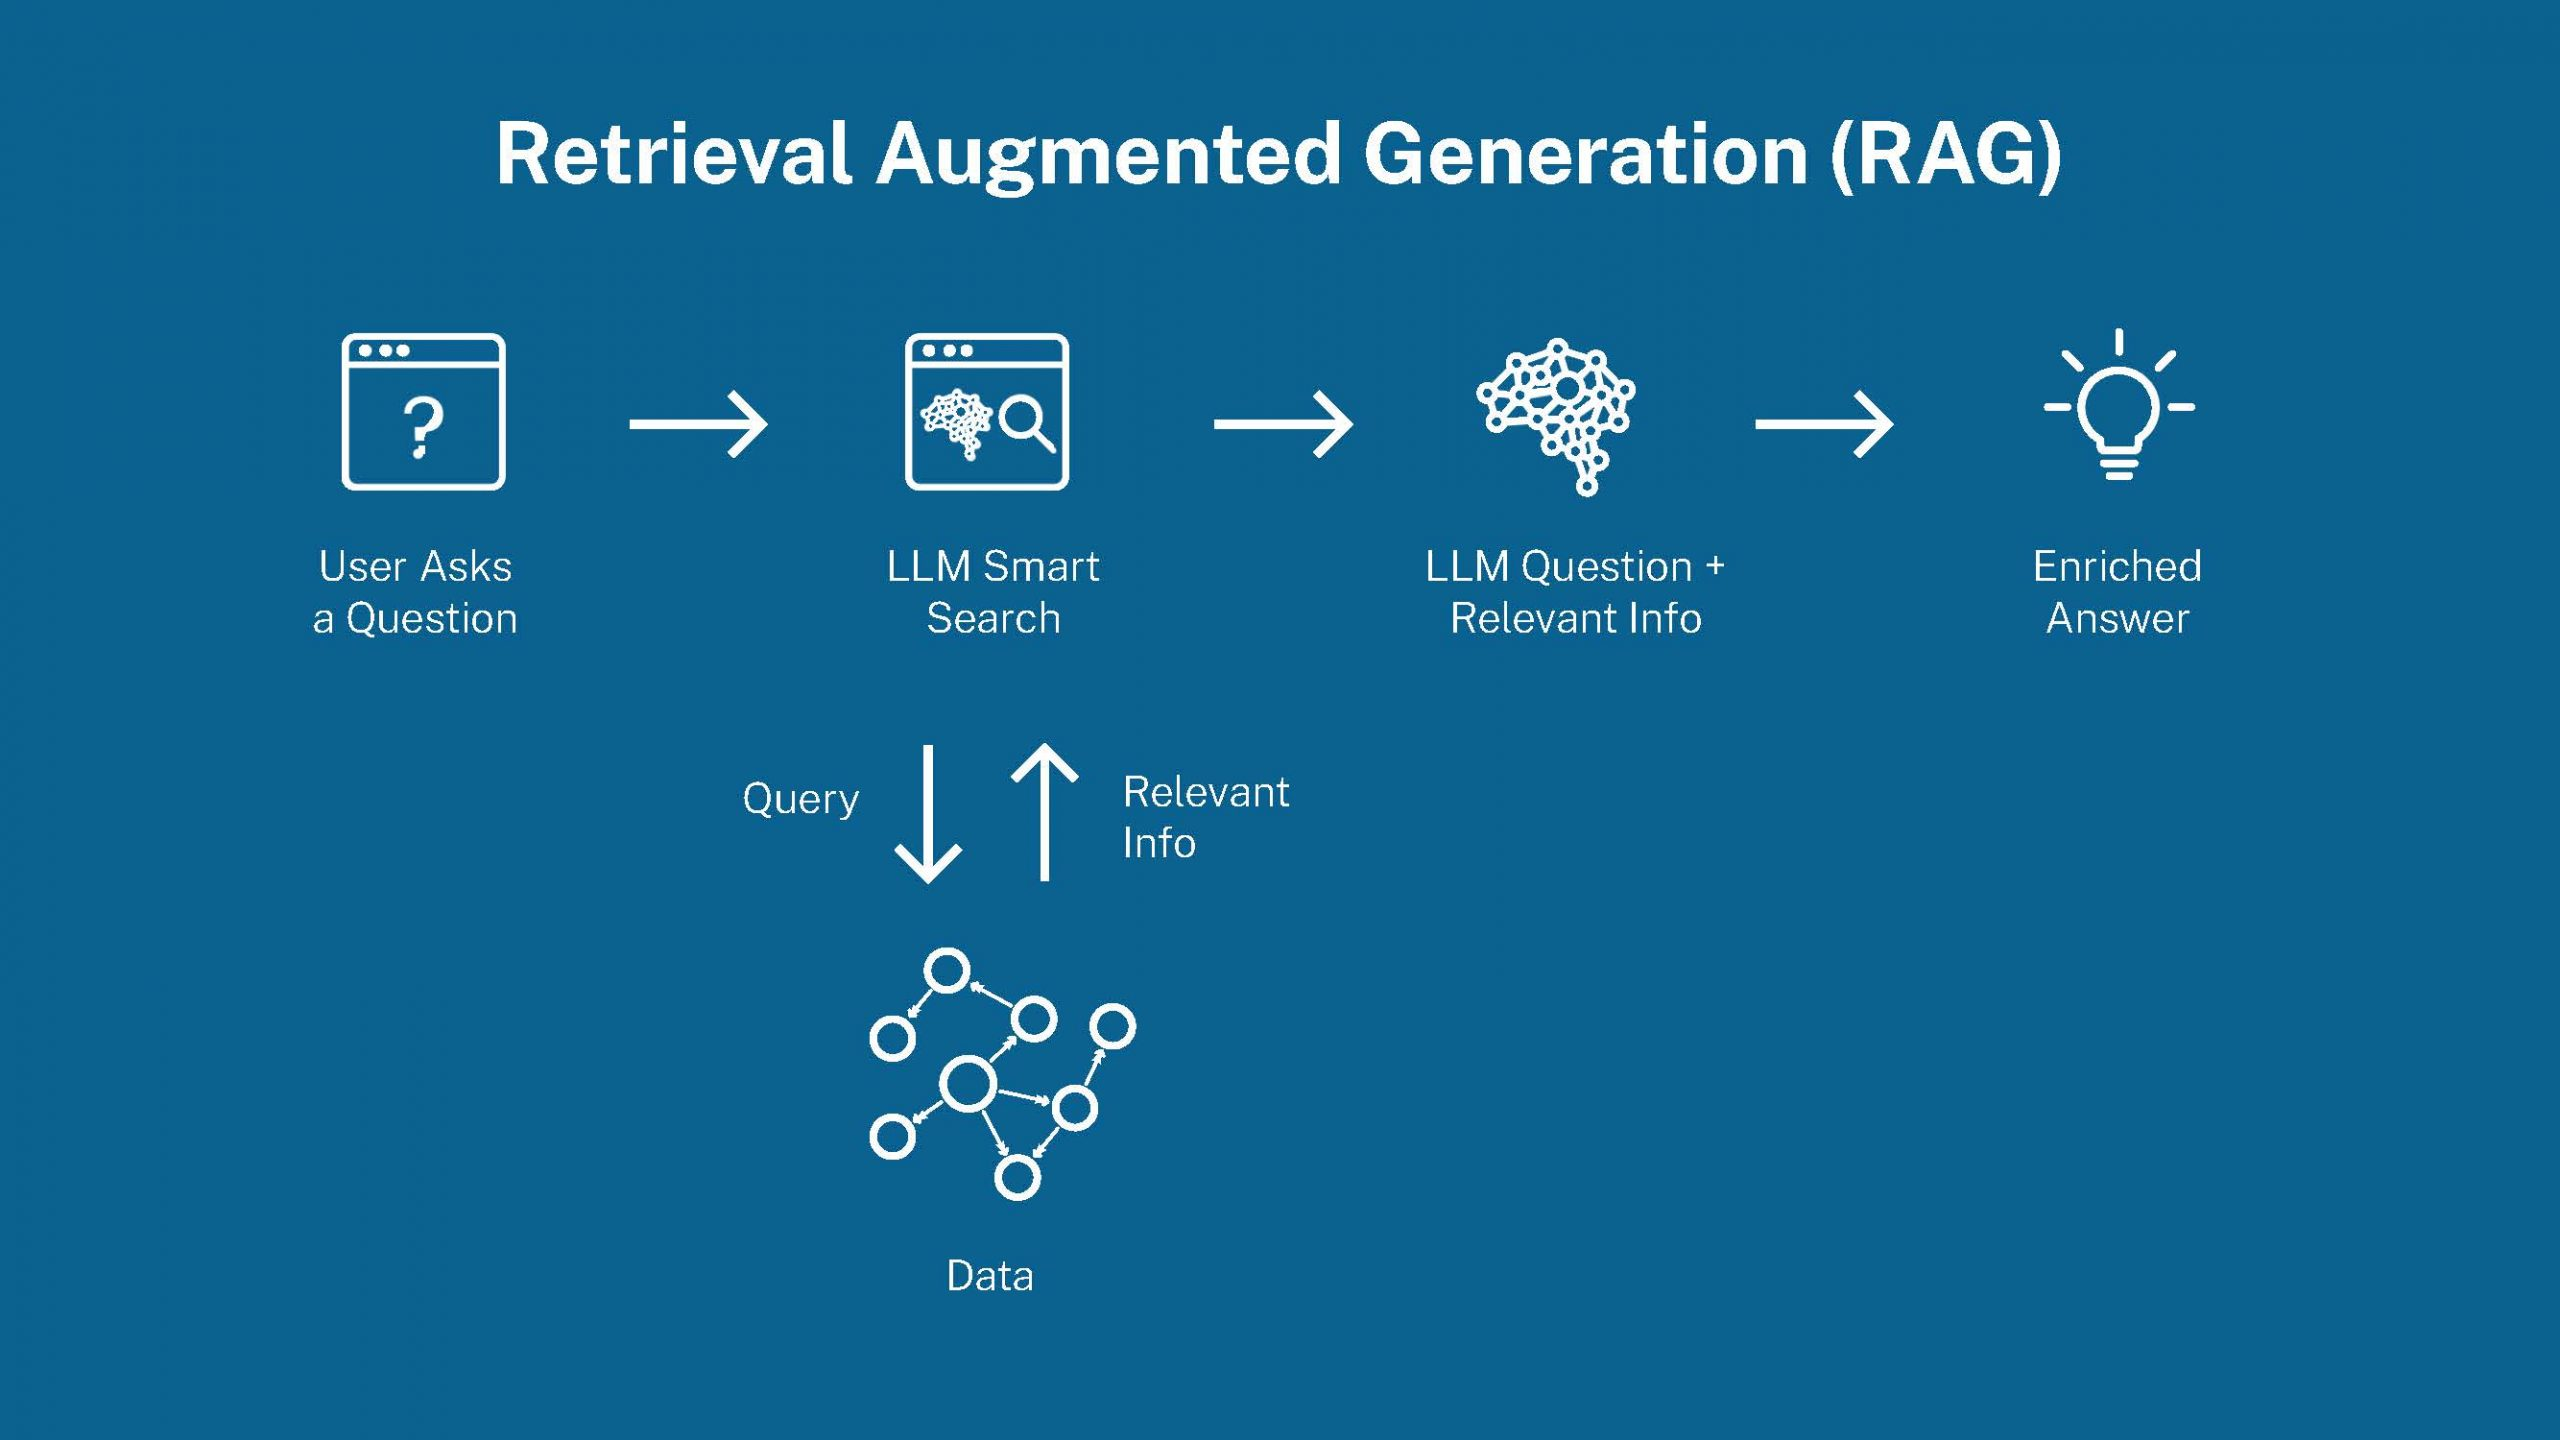 Retrieval Augmented Generation (RAG)
?
User Asks
a Question
LLM Smart
Search
LLM Question +
Relevant Info
Enriched
Answer
Query
Relevant
Info
Data